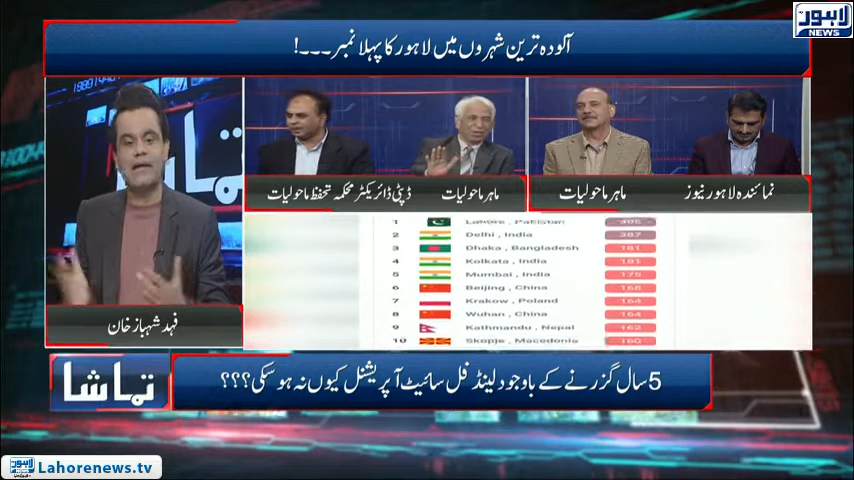 لاہور
NEWS
آلودہ ترین شہروں میں لاہور کا پہلا نمبر۔۔۔!
تماشا
ڈپٹی ڈائریکٹر محکمہ تحفظ ماحولیات
ماہر ماحولیات
ماہر ماحولیات
نمائندہ لاہور نیوز
فہد شہباز خان
1 Lahore, Pakistan
2 Delhi, India 387
3 Dhaka, Bangladesh 181
4 Kolkata, India 181
5 Mumbai, India 175
6 Beijing, China 168
7 Krakow, Poland 164
8 Wuhan, China 164
9 Kathmandu, Nepal 162
10 Skopje, Macedonia 160
تماشا
5 سال گزرنے کے باوجود لینڈ فل سائیٹ آپریشنل کیوں نہ ہو سکی؟؟؟
لاہور Lahorenews.tv